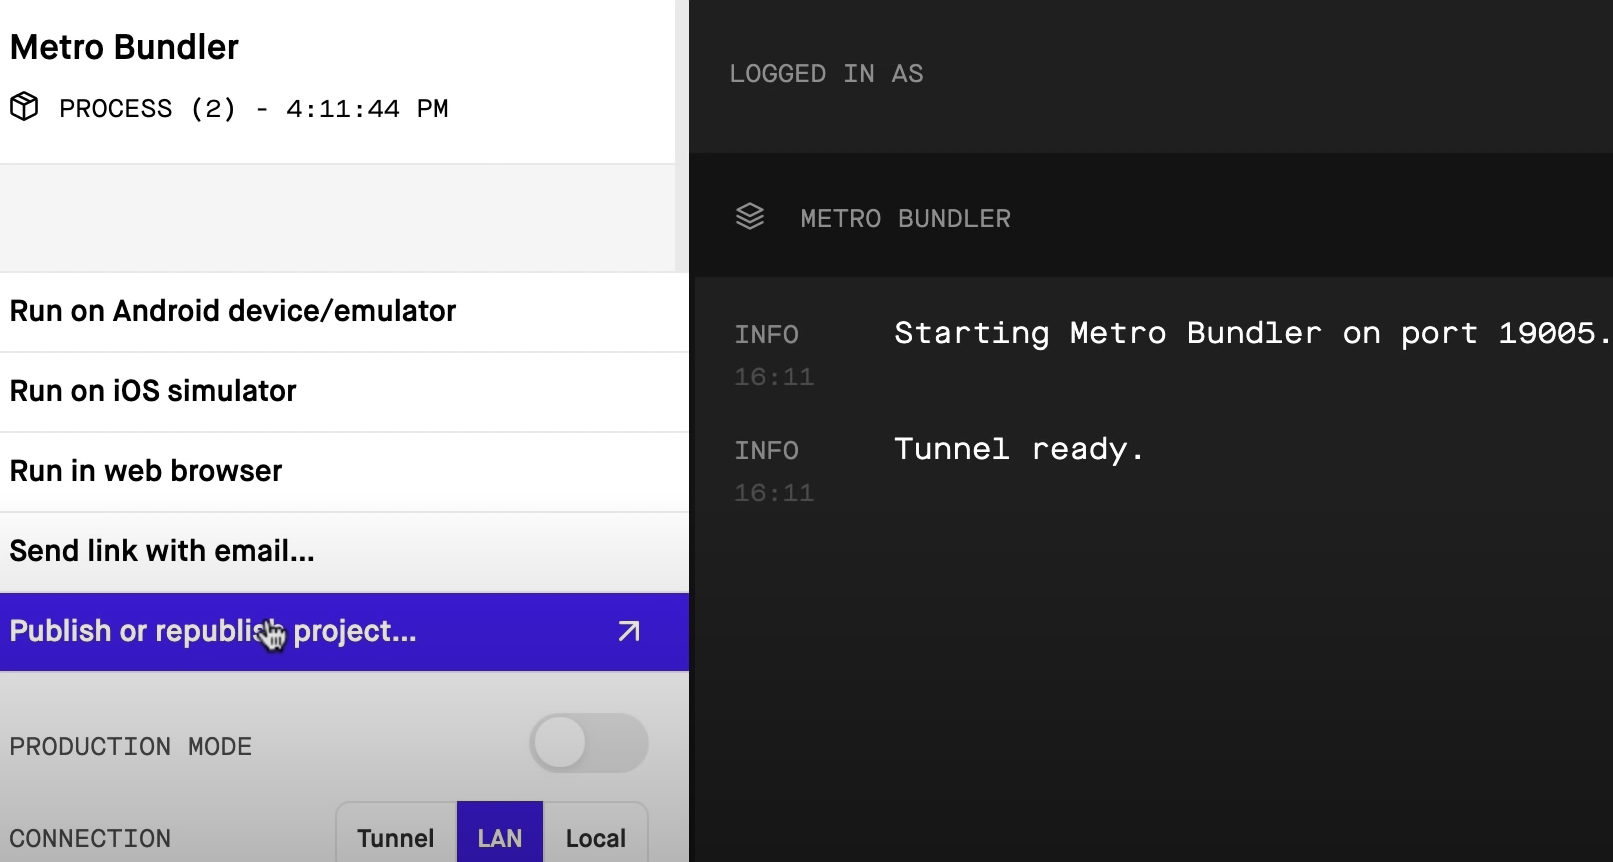 Metro Bundler
PROCESS (2) - 4:11:44 PM
Run on Android device/emulator
Run on iOS simulator
Run in web browser
Send link with email...
Publish or republish project...
PRODUCTION MODE
CONNECTION
Tunnel
LAN
Local
LOGGED IN AS
METRO BUNDLER
INFO
Starting Metro Bundler on port 19005.
16:11
INFO
Tunnel ready.
16:11